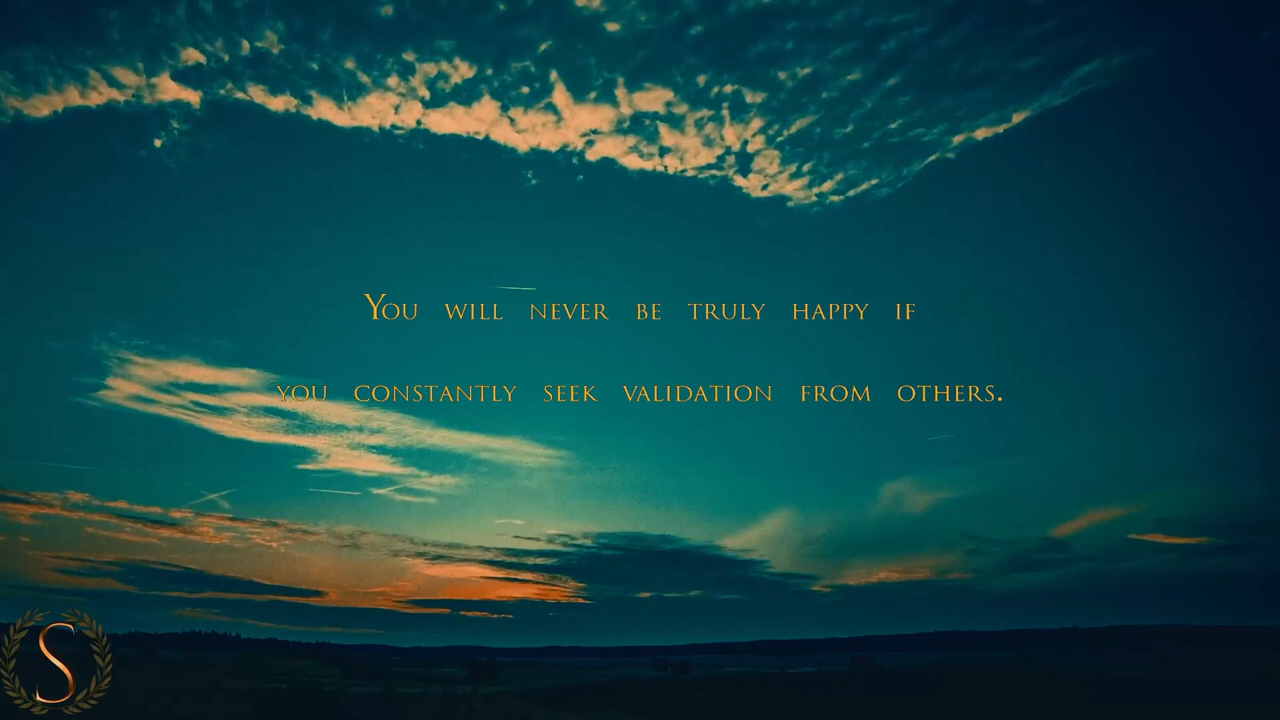 You will never be truly happy if
you constantly seek validation from others.
S